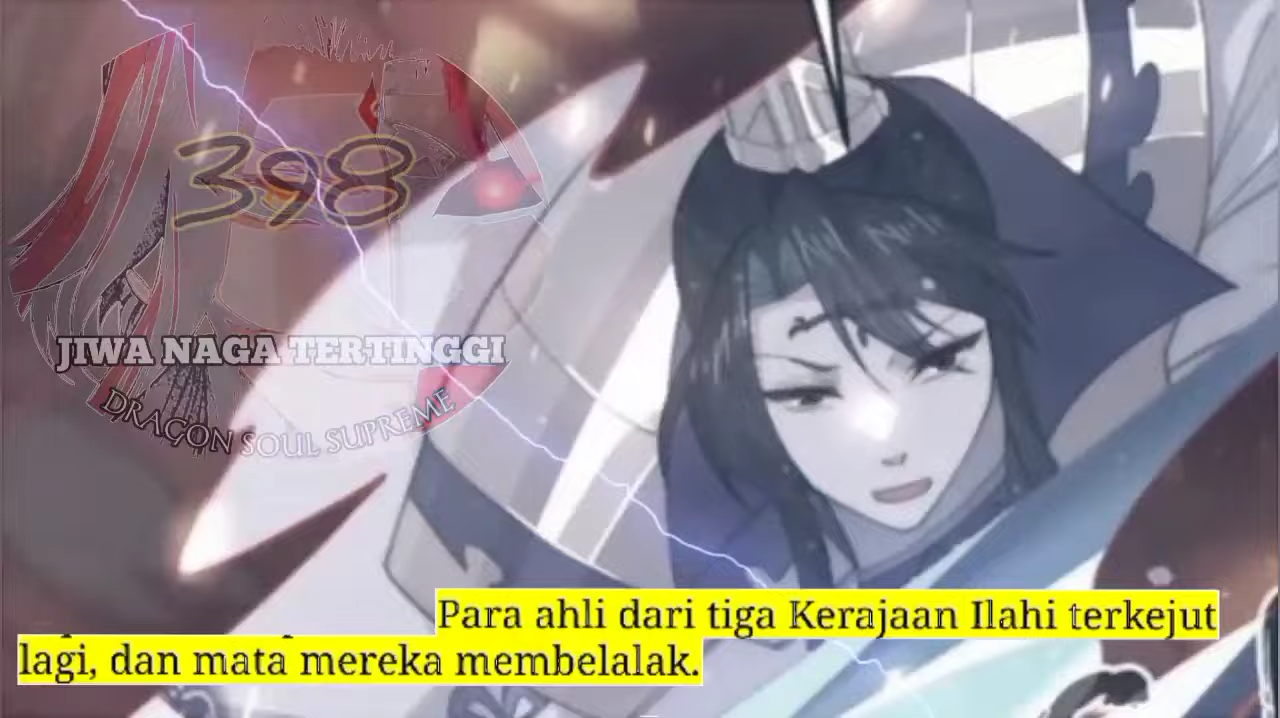 398
JIWA NAGA TERTINGGI
DRAGON SOUL SUPREME
Para ahli dari tiga Kerajaan Ilahi terkejut
lagi, dan mata mereka membelalak.